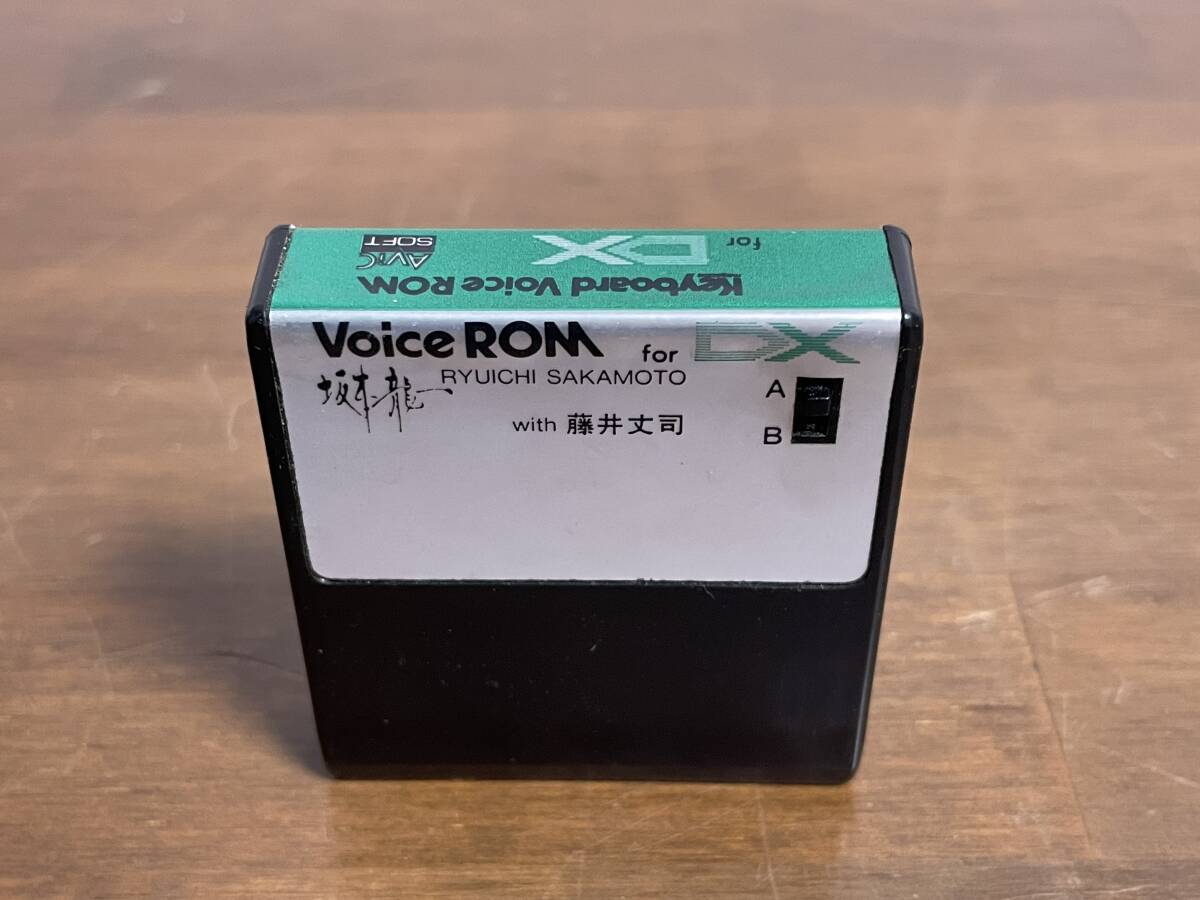 Keyboard Voice ROM
for DX
AViC
SOFT
Voice ROM for DX
坂本龍一 RYUICHI SAKAMOTO
with 藤井丈司
A
B